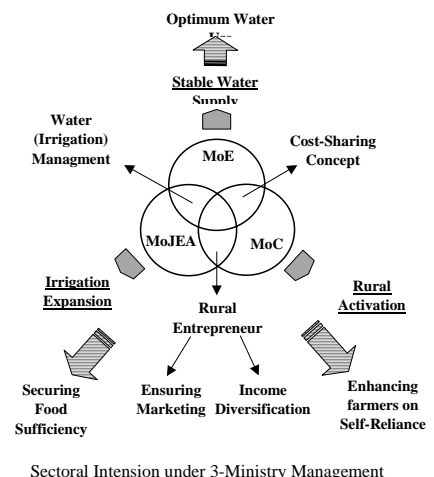 Optimum Water
Use
Stable Water
Supply
Water
(Irrigation)
Managment
Cost-Sharing
Concept
MoE
MoJEA
MoC
Irrigation
Expansion
Rural
Activation
Rural
Entrepreneur
Securing
Food
Sufficiency
Ensuring
Marketing
Income
Diversification
Enhancing
farmers on
Self-Reliance
Sectoral Intension under 3-Ministry Management